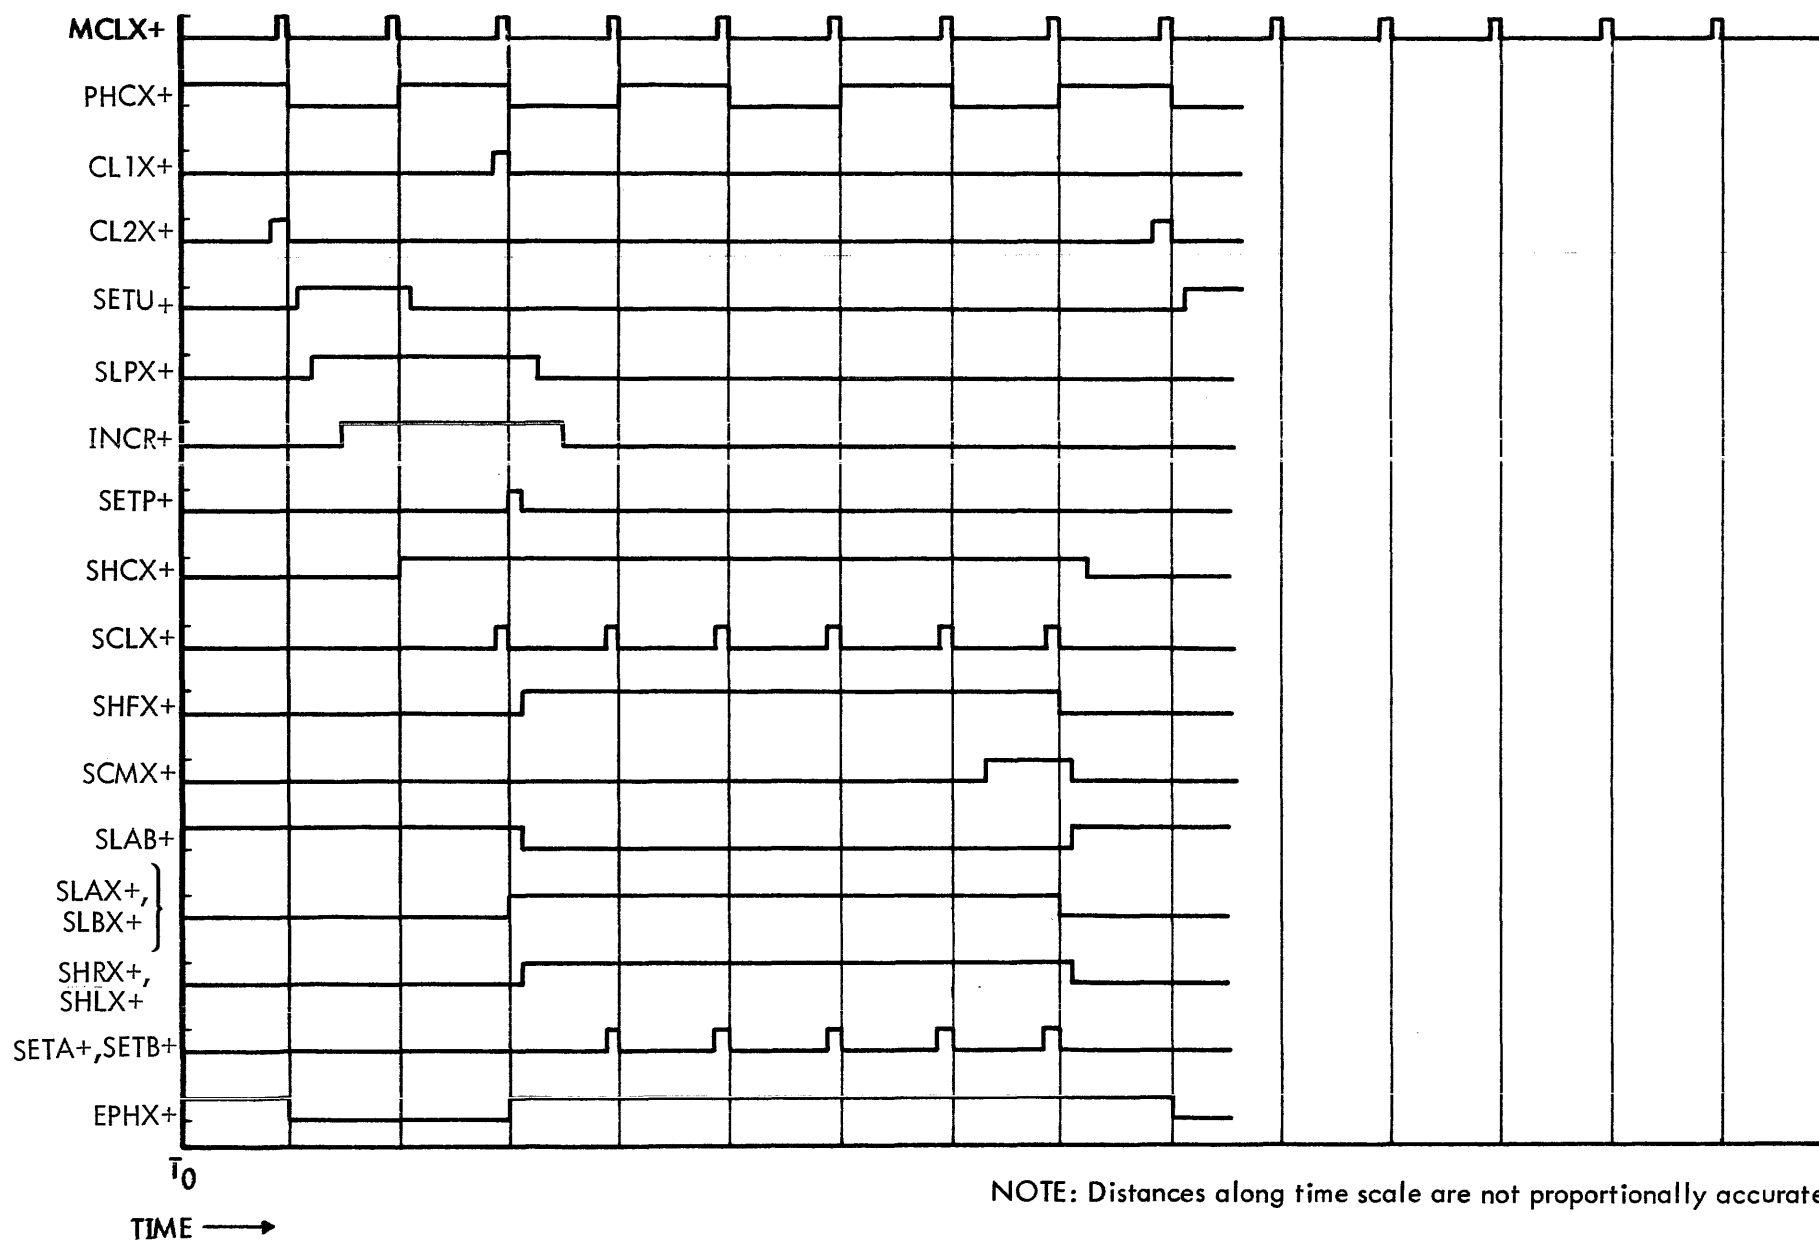 MCLX+
PHCX+
CL1X+
CL2X+
SETU+
SLPX+
INCR+
SETP+
SHCX+
SCLX+
SHFX+
SCMX+
SLAB+
SLAX+,
SLBX+
SHRX+,
SHLX+
SETA+,SETB+
EPHX+
T0
NOTE: Distances along time scale are not proportionally accurate
TIME